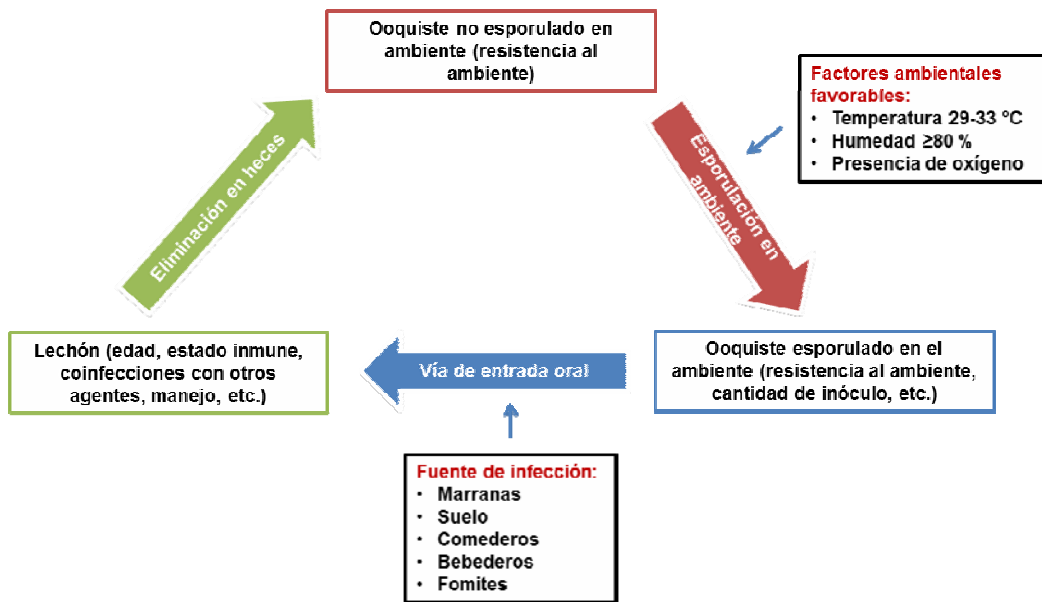 Ooquiste no esporulado en
ambiente (resistencia al
ambiente)
Factores ambientales
favorables:
• Temperatura 29-33 ºC
• Humedad ≥80 %
• Presencia de oxígeno
Eliminación en heces
Esporulación en
ambiente
Lechón (edad, estado inmune,
coinfecciones con otros
agentes, manejo, etc.)
Vía de entrada oral
Ooquiste esporulado en el
ambiente (resistencia al ambiente,
cantidad de inóculo, etc.)
Fuente de infección:
• Marranas
• Suelo
• Comederos
• Bebederos
• Fomites